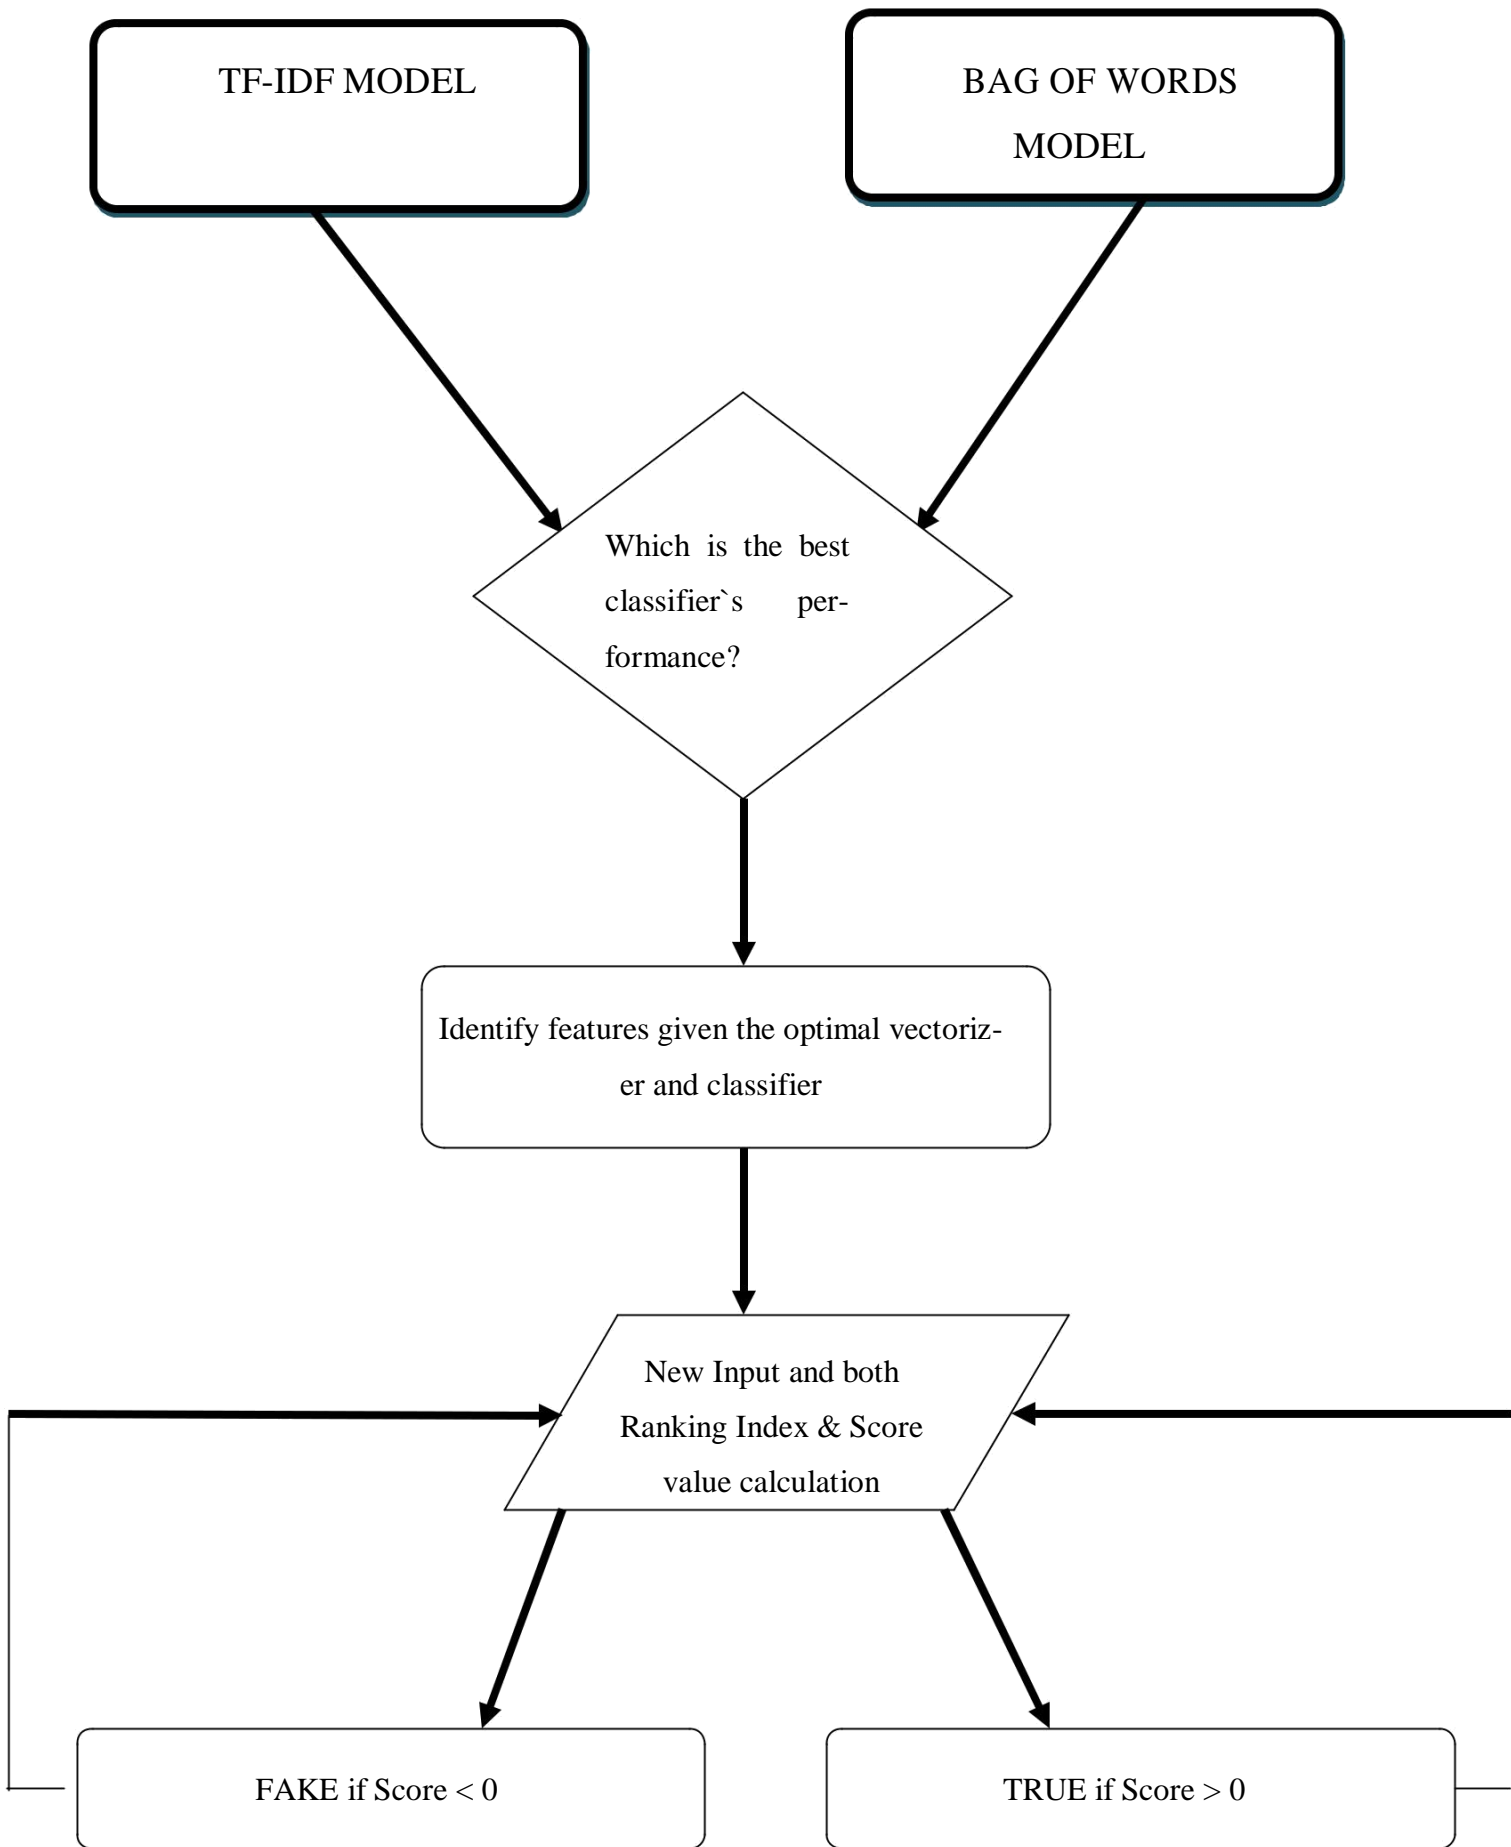 TF-IDF MODEL
BAG OF WORDS
MODEL
Which is the best
classifier`s per-
formance?
Identify features given the optimal vectoriz-
er and classifier
New Input and both
Ranking Index & Score
value calculation
FAKE if Score < 0
TRUE if Score > 0